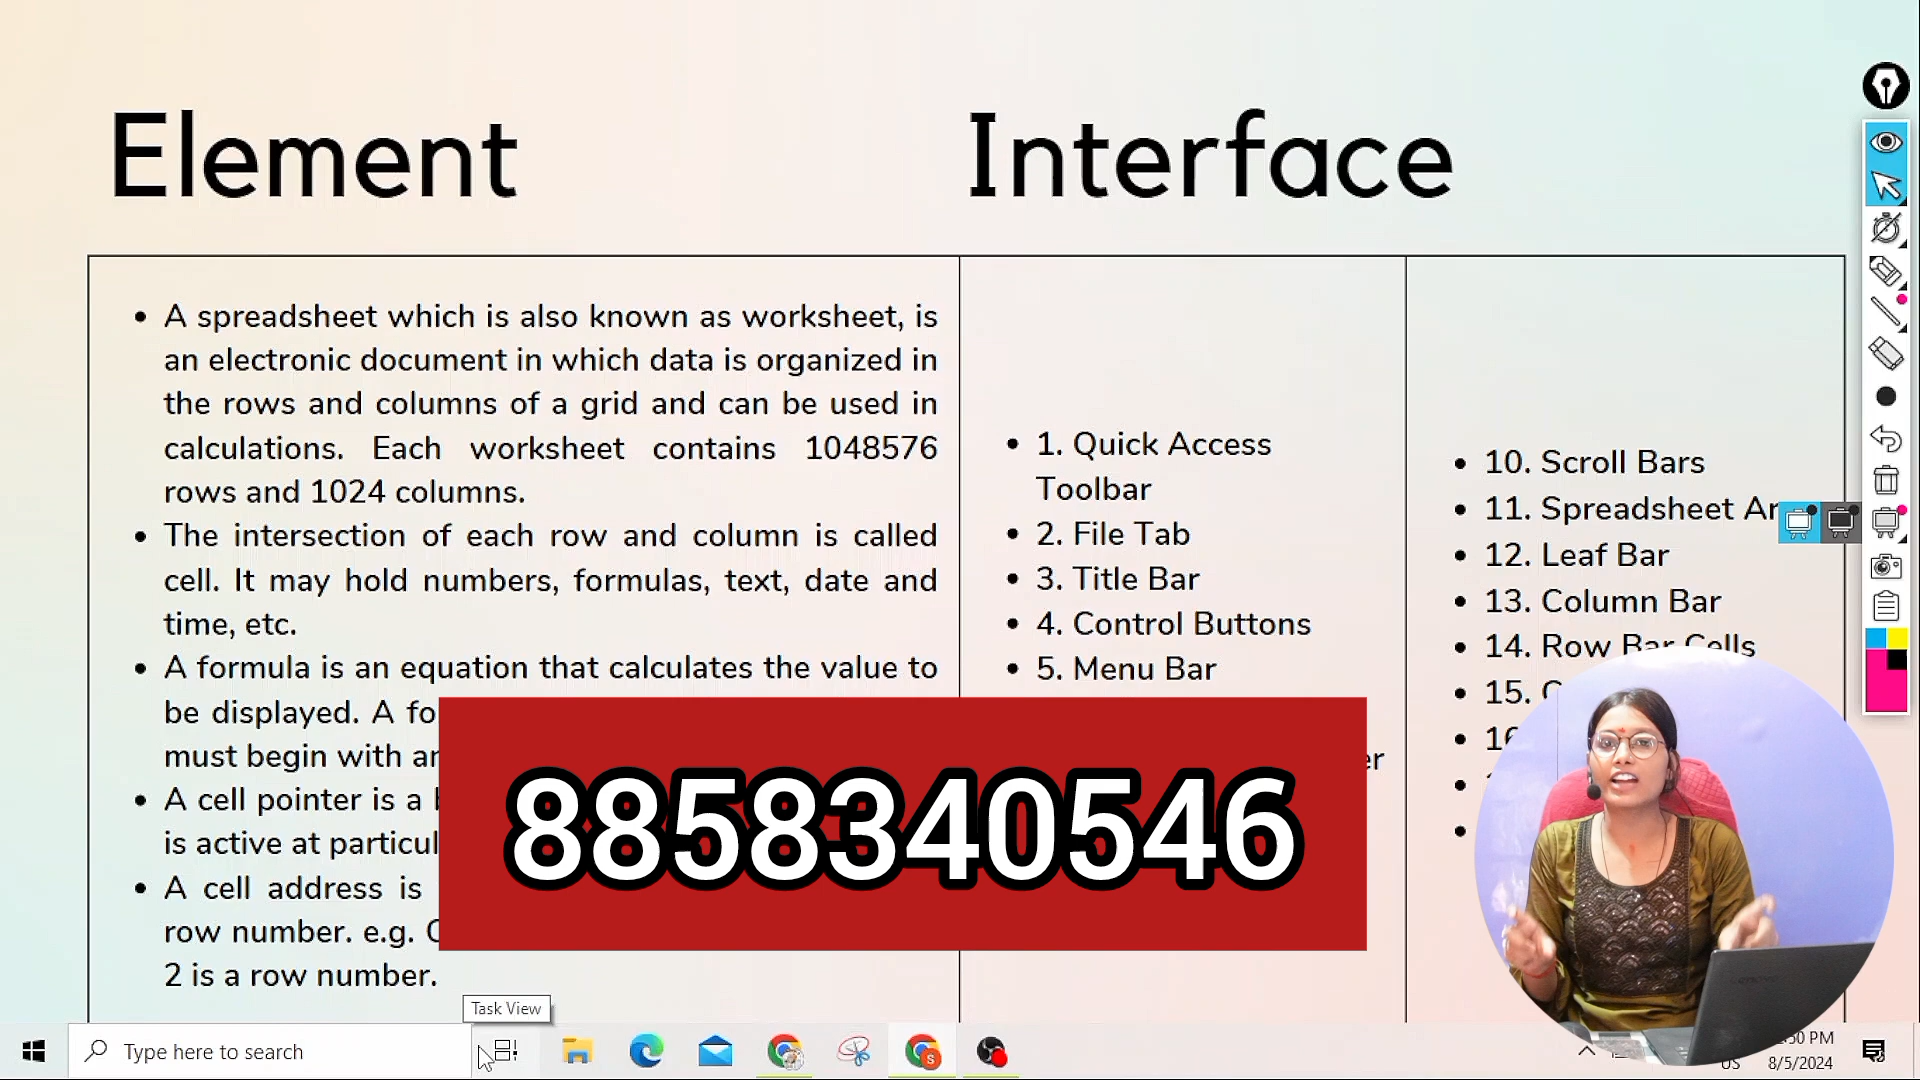 Element
Interface
A spreadsheet which is also known as worksheet, is
an electronic document in which data is organized in
the rows and columns of a grid and can be used in
calculations. Each worksheet contains 1048576
rows and 1024 columns.
The intersection of each row and column is called
cell. It may hold numbers, formulas, text, date and
time, etc.
A formula is an equation that calculates the value to
be displayed. A
must begin with
A cell pointer is a
is active at
A cell address is
row number. e.g.
2 is a row number.
1. Quick Access
Toolbar
2. File Tab
3. Title Bar
4. Control Buttons
5. Menu Bar
10. Scroll Bars
11. Spreadsheet
12. Leaf Bar
13. Column Bar
14. Row Bar Cells
15.
8858340546
Task View
Type here to search
PM
US
8/5/2024